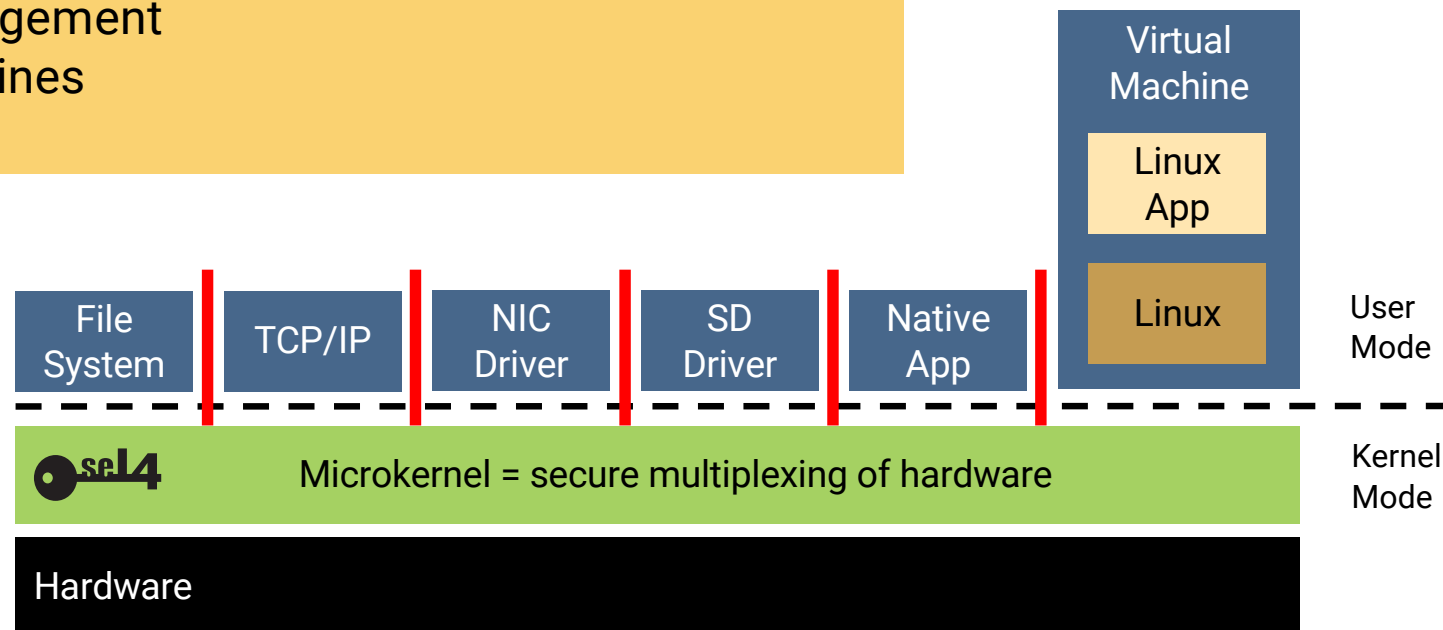 gement
ines
Virtual
Machine
Linux
App
Linux
File
System
TCP/IP
NIC
Driver
SD
Driver
Native
App
User
Mode
seL4
Microkernel = secure multiplexing of hardware
Kernel
Mode
Hardware